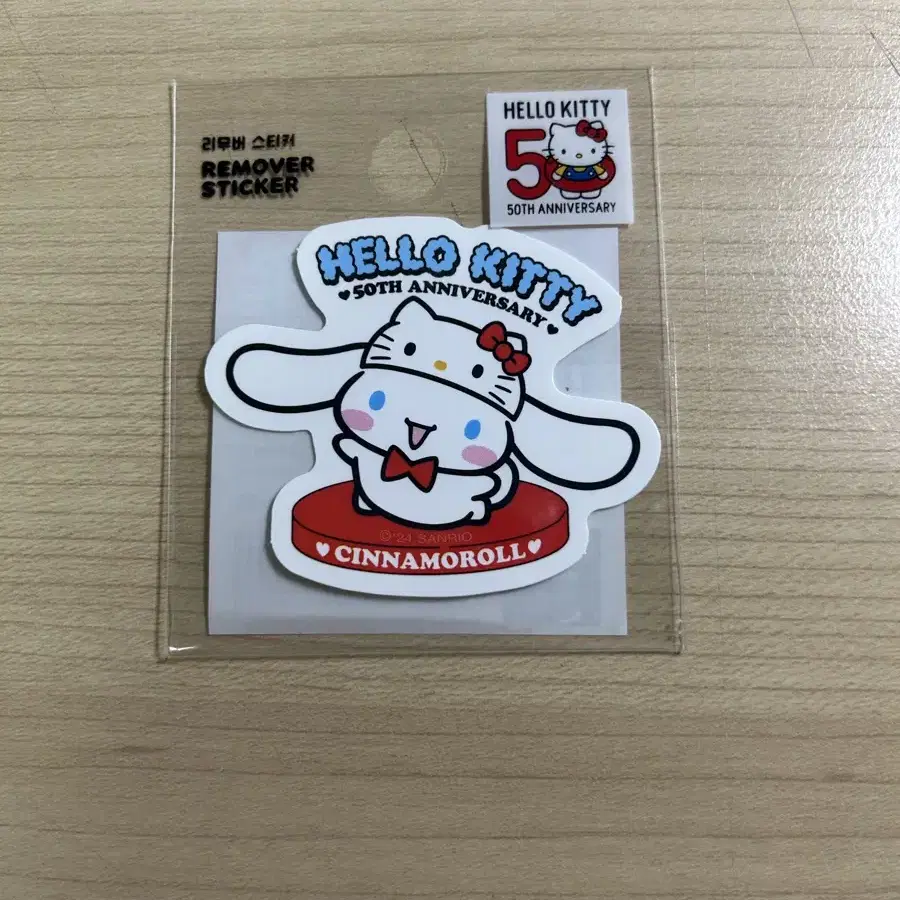 리무버 스티커
REMOVER
STICKER
HELLO KITTY
50
50TH ANNIVERSARY
HELLO KITTY
♥50TH ANNIVERSARY♥
©'24 SANRIO
♥CINNAMOROLL♥